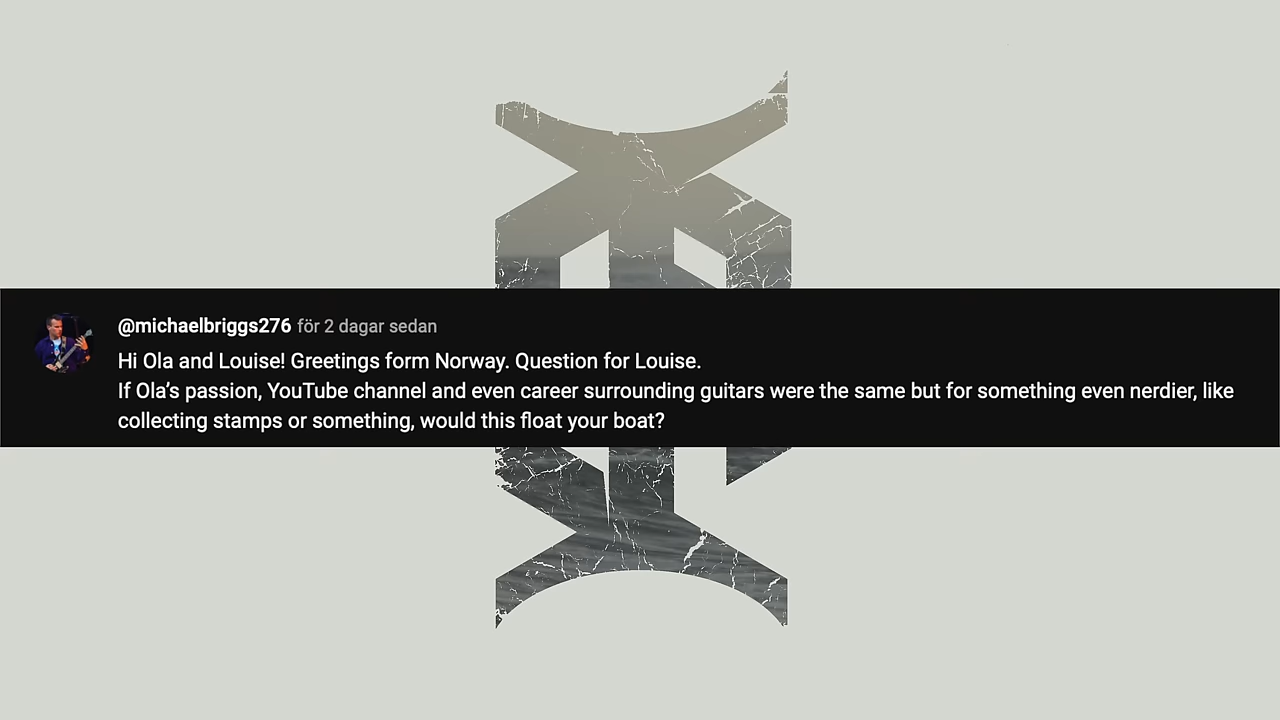 @michaelbriggs276 för 2 dagar sedan
Hi Ola and Louise! Greetings form Norway. Question for Louise.
If Ola’s passion, YouTube channel and even career surrounding guitars were the same but for something even nerdier, like
collecting stamps or something, would this float your boat?